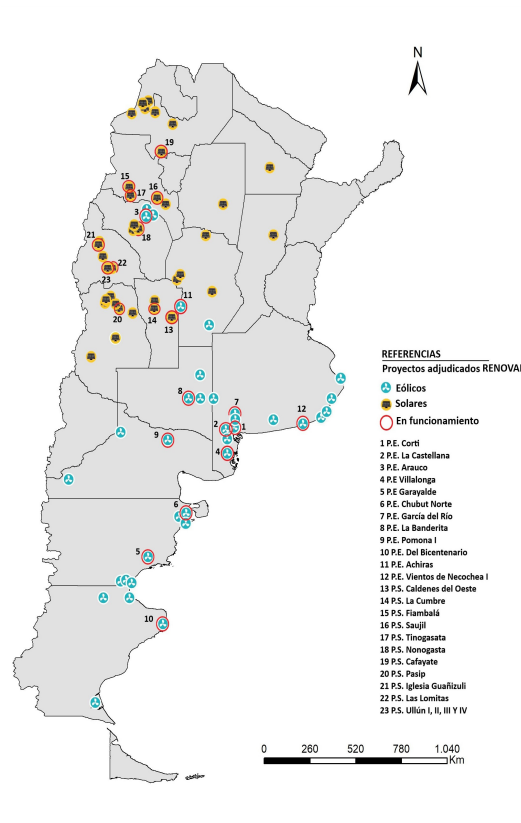 N
19
15
16
17
3
18
21
22
23
11
20
14
13
8
7
12
2
1
9
4
6
5
10
REFERENCIAS
Proyectos adjudicados RENOVA
Eólicos
Solares
En funcionamiento
1 P.E. Corti
2 P.E. La Castellana
3 P.E. Arauco
4 P.E Villalonga
5 P.E Garayalde
6 P.E. Chubut Norte
7 P.E. García del Río
8 P.E. La Banderita
9 P.E. Pomona I
10 P.E. Del Bicentenario
11 P.E. Achiras
12 P.E. Vientos de Necochea I
13 P.S. Caldenes del Oeste
14 P.S. La Cumbre
15 P.S. Fiambalá
16 P.S. Saujil
17 P.S. Tinogasata
18 P.S. Nonogasta
19 P.S. Cafayate
20 P.S. Pasip
21 P.S. Iglesia Guañizuli
22 P.S. Las Lomitas
23 P.S. Ullún I, II, III Y IV
0 260 520 780 1.040
Km